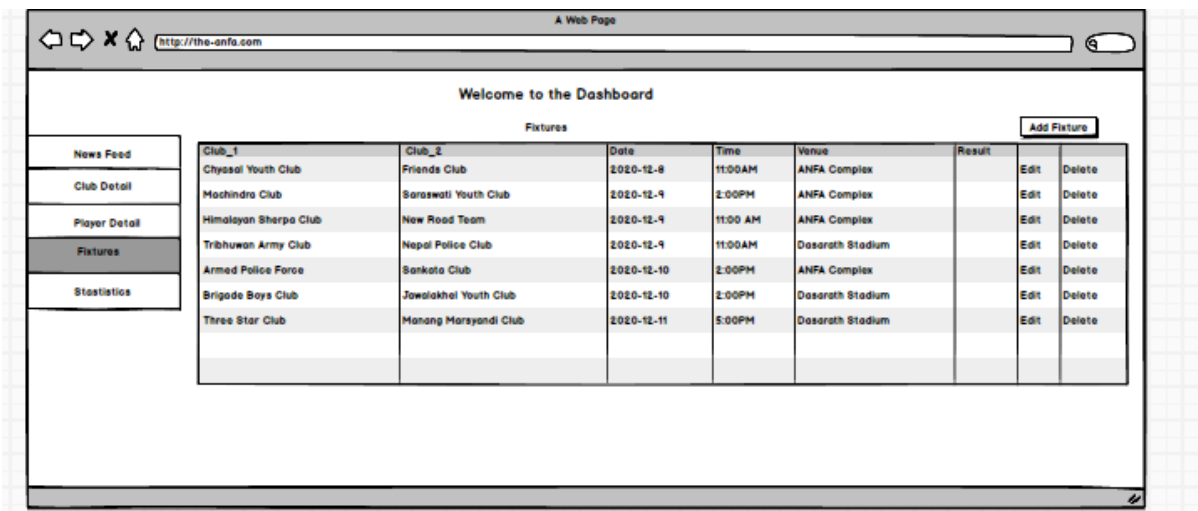 A Web Page
http://the-anfa.com
Welcome to the Dashboard
Fixtures
Add Fixture
News Feed
Club Detail
Player Detail
Fixtures
Stastistics
Club_1 Club_2 Date Time Venue Result
Chyasal Youth Club Friends Club 2020-12-8 11:00AM ANFA Complex Edit Delete
Machindra Club Saraswati Youth Club 2020-12-9 2:00PM ANFA Complex Edit Delete
Himalayan Sherpa Club New Road Team 2020-12-9 11:00 AM ANFA Complex Edit Delete
Tribhuwan Army Club Nepal Police Club 2020-12-9 11:00AM Dasarath Stadium Edit Delete
Armed Police Force Sankata Club 2020-12-10 2:00PM ANFA Complex Edit Delete
Brigade Boys Club Jawalakhel Youth Club 2020-12-10 2:00PM Dasarath Stadium Edit Delete
Three Star Club Manang Marsyandi Club 2020-12-11 5:00PM Dasarath Stadium Edit Delete